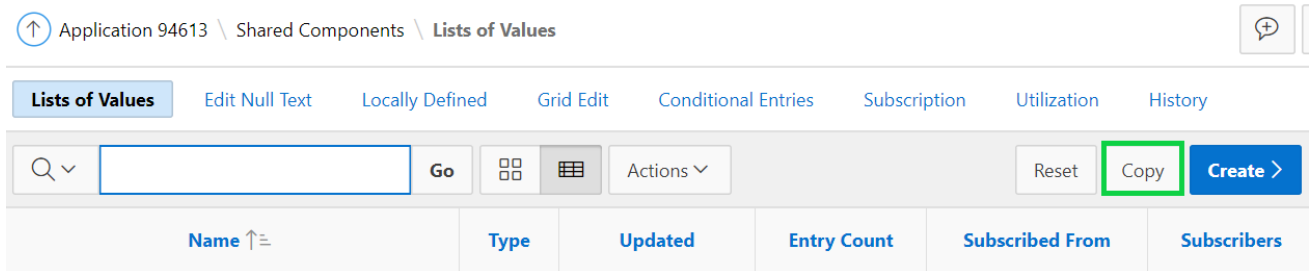 Application 94613 \ Shared Components \ Lists of Values
Lists of Values Edit Null Text Locally Defined Grid Edit Conditional Entries Subscription Utilization History
Go Actions Reset Copy Create
Name Type Updated Entry Count Subscribed From Subscribers